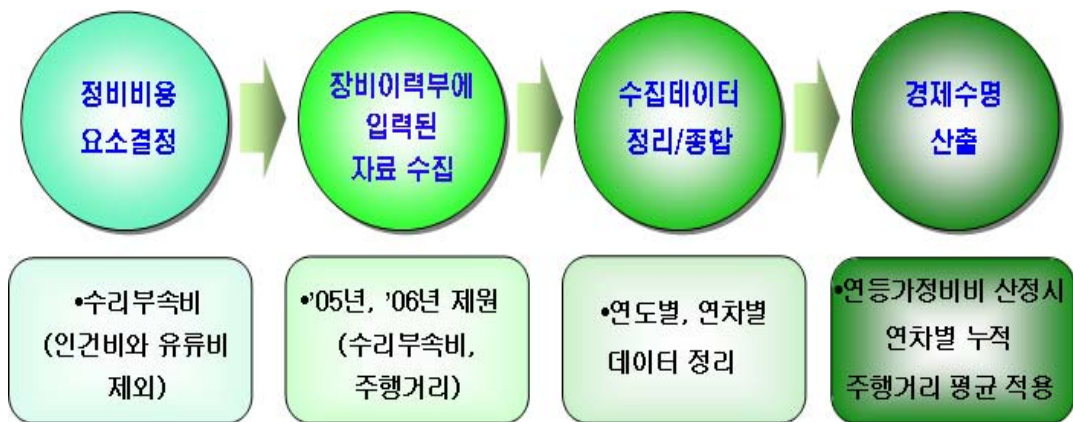 정비비용
요소결정
장비이력부에
입력된
자료 수집
수집데이터
정리/종합
경제수명
산출
•수리부속비
(인건비와 유류비
제외)
•'05년, '06년 제원
(수리부속비,
주행거리)
•연도별, 연차별
데이터 정리
•연등가정비비 산정시
연차별 누적
주행거리 평균 적용